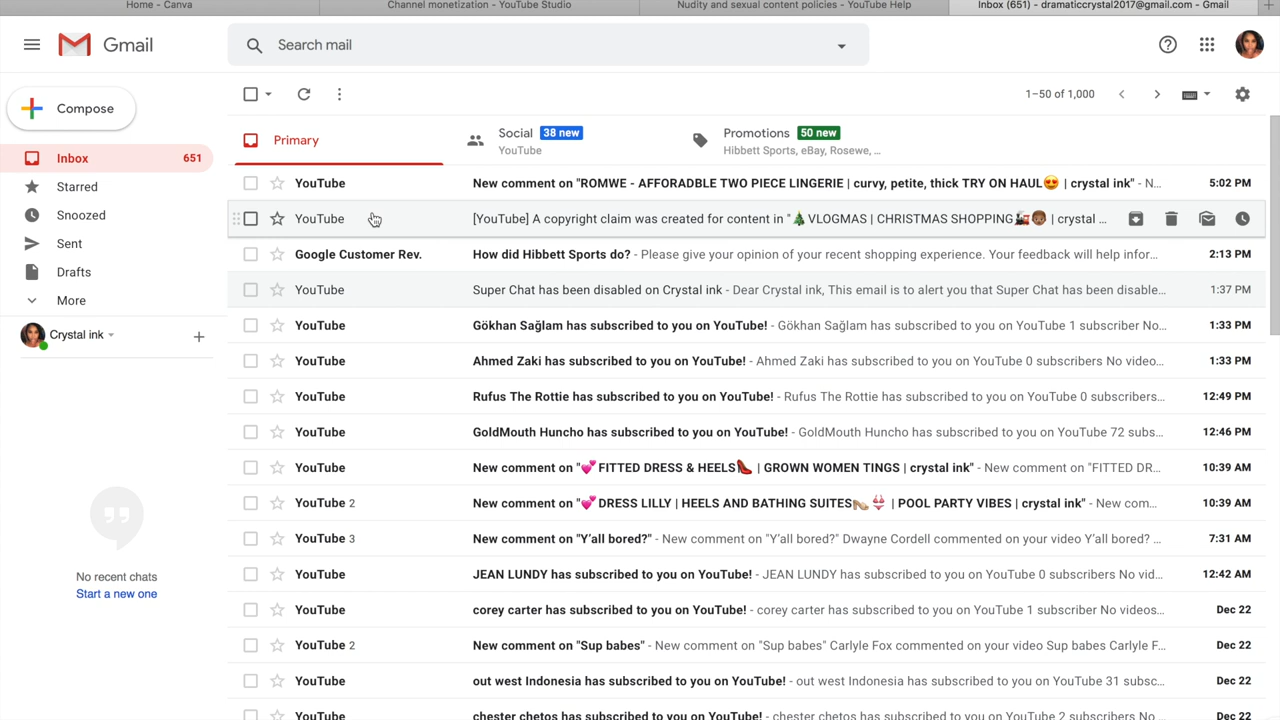 Home - Canva
Channel monetization - YouTube Studio
Nudity and sexual content policies - YouTube Help
Inbox (651) - dramaticcrystal2017@gmail.com - Gmail
Gmail
Search mail
Compose
1–50 of 1,000
Primary
Social 38 new
YouTube
Promotions 50 new
Hibbett Sports, eBay, Rosewe, ...
Inbox 651
Starred
Snoozed
Sent
Drafts
More
Crystal ink
No recent chats
Start a new one
YouTube New comment on "ROMWE - AFFORADBLE TWO PIECE LINGERIE | curvy, petite, thick TRY ON HAUL😍 | crystal ink" - N... 5:02 PM
YouTube [YouTube] A copyright claim was created for content in "🎄VLOGMAS | CHRISTMAS SHOPPING🚂👦🏽 | crystal ...
Google Customer Rev. How did Hibbett Sports do? - Please give your opinion of your recent shopping experience. Your feedback will help infor... 2:13 PM
YouTube Super Chat has been disabled on Crystal ink - Dear Crystal ink, This email is to alert you that Super Chat has been disable... 1:37 PM
YouTube Gökhan Sağlam has subscribed to you on YouTube! - Gökhan Sağlam has subscribed to you on YouTube 1 subscriber No... 1:33 PM
YouTube Ahmed Zaki has subscribed to you on YouTube! - Ahmed Zaki has subscribed to you on YouTube 0 subscribers No video... 1:33 PM
YouTube Rufus The Rottie has subscribed to you on YouTube! - Rufus The Rottie has subscribed to you on YouTube 0 subscribers... 12:49 PM
YouTube GoldMouth Huncho has subscribed to you on YouTube! - GoldMouth Huncho has subscribed to you on YouTube 72 subs... 12:46 PM
YouTube New comment on "💕FITTED DRESS & HEELS👠 | GROWN WOMEN TINGS | crystal ink" - New comment on "FITTED DR... 10:39 AM
YouTube 2 New comment on "💕DRESS LILLY | HEELS AND BATHING SUITES👡👙 | POOL PARTY VIBES | crystal ink" - New com... 10:39 AM
YouTube 3 New comment on "Y'all bored?" - New comment on "Y'all bored?" Dwayne Cordell commented on your video Y'all bored? ... 7:31 AM
YouTube JEAN LUNDY has subscribed to you on YouTube! - JEAN LUNDY has subscribed to you on YouTube 0 subscribers No vid... 12:42 AM
YouTube corey carter has subscribed to you on YouTube! - corey carter has subscribed to you on YouTube 1 subscriber No videos... Dec 22
YouTube 2 New comment on "Sup babes" - New comment on "Sup babes" Carlyle Fox commented on your video Sup babes Carlyle F... Dec 22
YouTube out west Indonesia has subscribed to you on YouTube! - out west Indonesia has subscribed to you on YouTube 31 subsc... Dec 22
YouTube chester chetos has subscribed to you on YouTube! - chester chetos has subscribed to you on YouTube 2 subscribers No... Dec 22